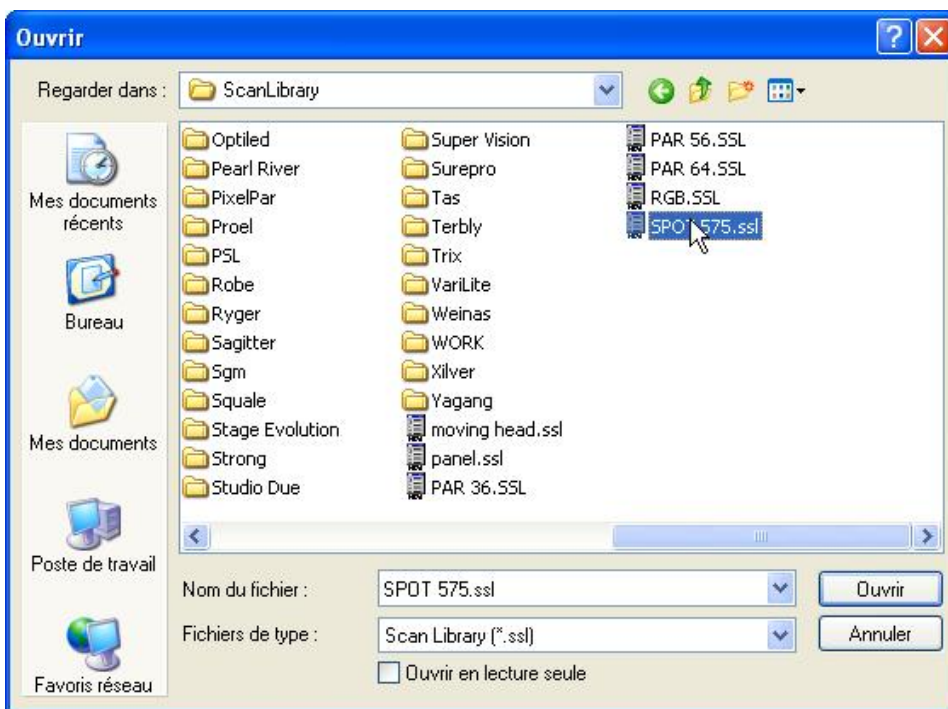 Ouvrir
Regarder dans :
ScanLibrary
Mes documents
récents
Bureau
Mes documents
Poste de travail
Favoris réseau
Optiled
Pearl River
PixelPar
Proel
PSL
Robe
Ryger
Sagitter
Sgm
Squale
Stage Evolution
Strong
Studio Due
Super Vision
Surepro
Tas
Terbly
Trix
VariLite
Weinas
WORK
Xilver
Yagang
moving head.ssl
panel.ssl
PAR 36.SSL
PAR 56.SSL
PAR 64.SSL
RGB.SSL
SPOT 575.ssl
Nom du fichier :
SPOT 575.ssl
Ouvrir
Fichiers de type :
Scan Library (*.ssl)
Annuler
Ouvrir en lecture seule